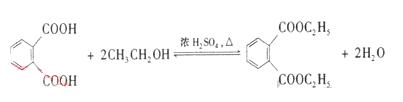 COOH
COOH
+ 2CH₃CH₂OH
浓 H₂SO₄,△
COOC₂H₅
COOC₂H₅
+ 2H₂O